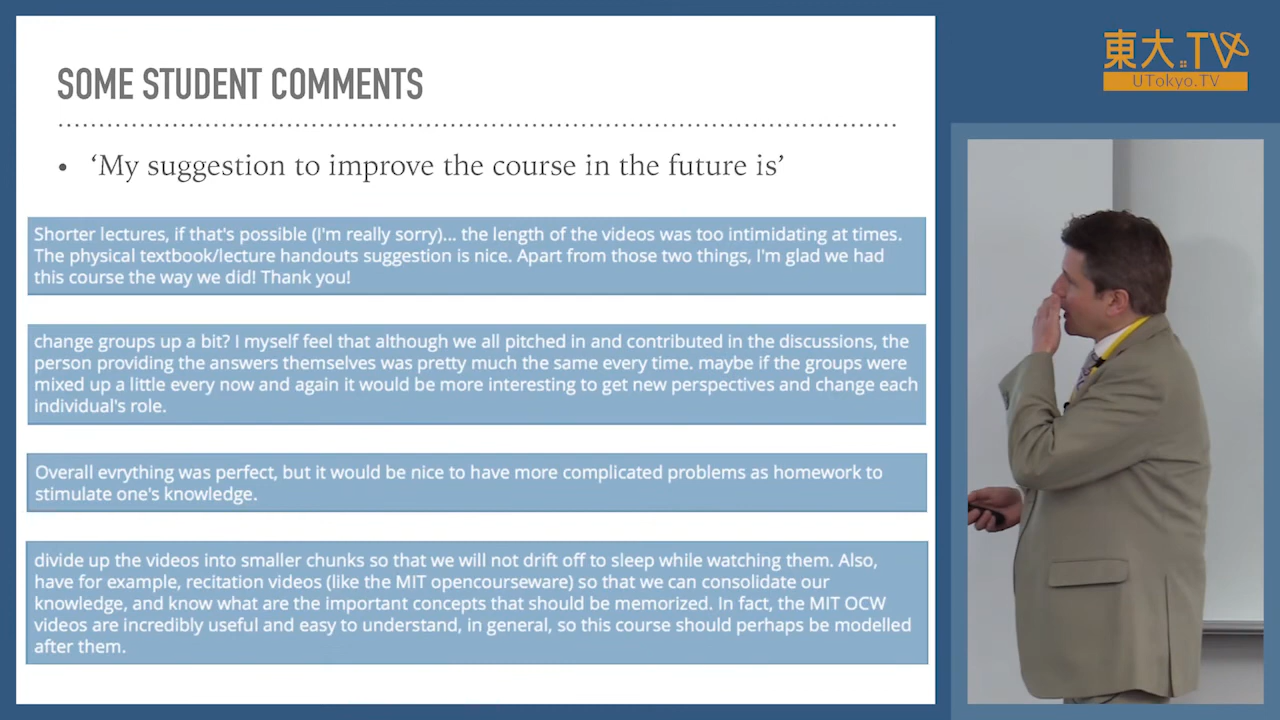 SOME STUDENT COMMENTS
• ‘My suggestion to improve the course in the future is’
Shorter lectures, if that's possible (I'm really sorry)... the length of the videos was too intimidating at times.
The physical textbook/lecture handouts suggestion is nice. Apart from those two things, I'm glad we had
this course the way we did! Thank you!
change groups up a bit? I myself feel that although we all pitched in and contributed in the discussions, the
person providing the answers themselves was pretty much the same every time. maybe if the groups were
mixed up a little every now and again it would be more interesting to get new perspectives and change each
individual's role.
Overall evrything was perfect, but it would be nice to have more complicated problems as homework to
stimulate one's knowledge.
divide up the videos into smaller chunks so that we will not drift off to sleep while watching them. Also,
have for example, recitation videos (like the MIT opencourseware) so that we can consolidate our
knowledge, and know what are the important concepts that should be memorized. In fact, the MIT OCW
videos are incredibly useful and easy to understand, in general, so this course should perhaps be modelled
after them.
東大.TV
UTokyo.TV